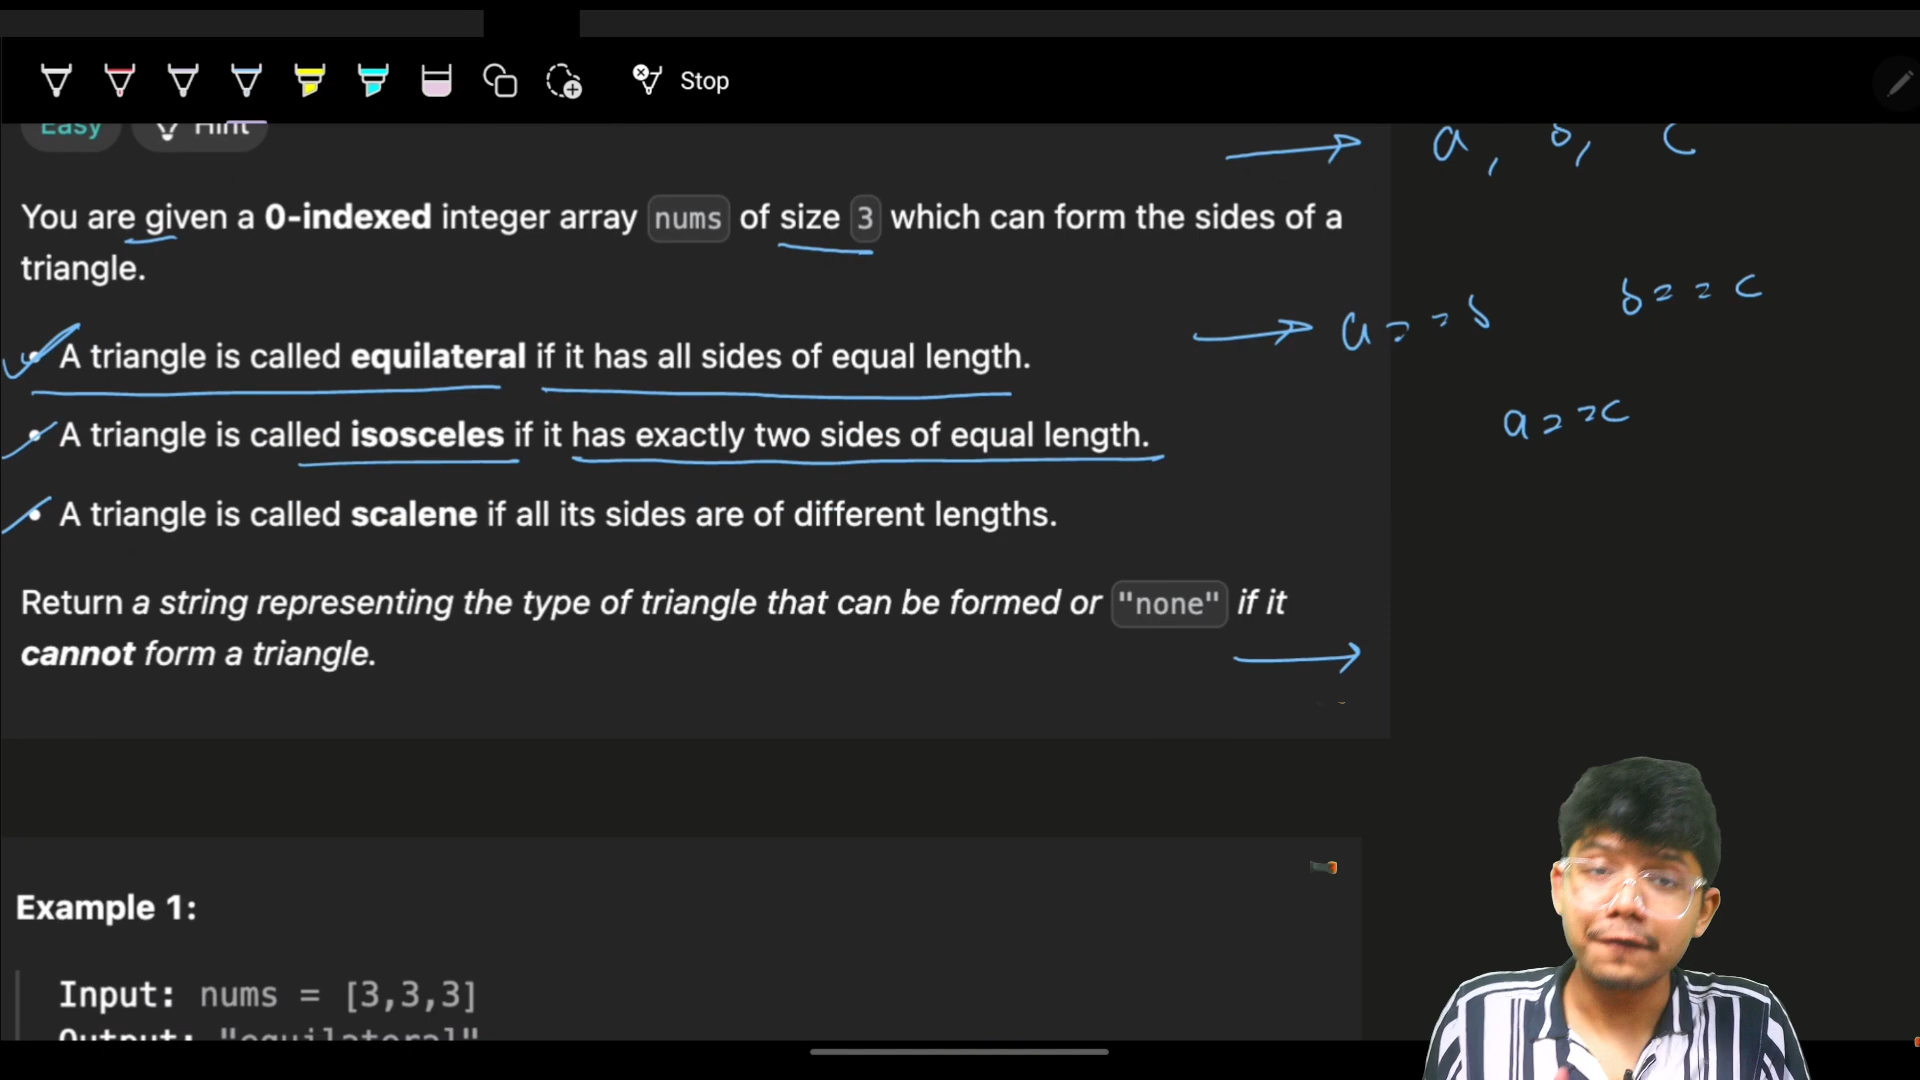 Stop
Easy Hint
a, b, c
You are given a 0-indexed integer array nums of size 3 which can form the sides of a
triangle.
b == c
a == b
A triangle is called equilateral if it has all sides of equal length.
a == c
• A triangle is called isosceles if it has exactly two sides of equal length.
• A triangle is called scalene if all its sides are of different lengths.
Return a string representing the type of triangle that can be formed or "none" if it
cannot form a triangle.
Example 1:
Input: nums = [3,3,3]
Output: "equilateral"